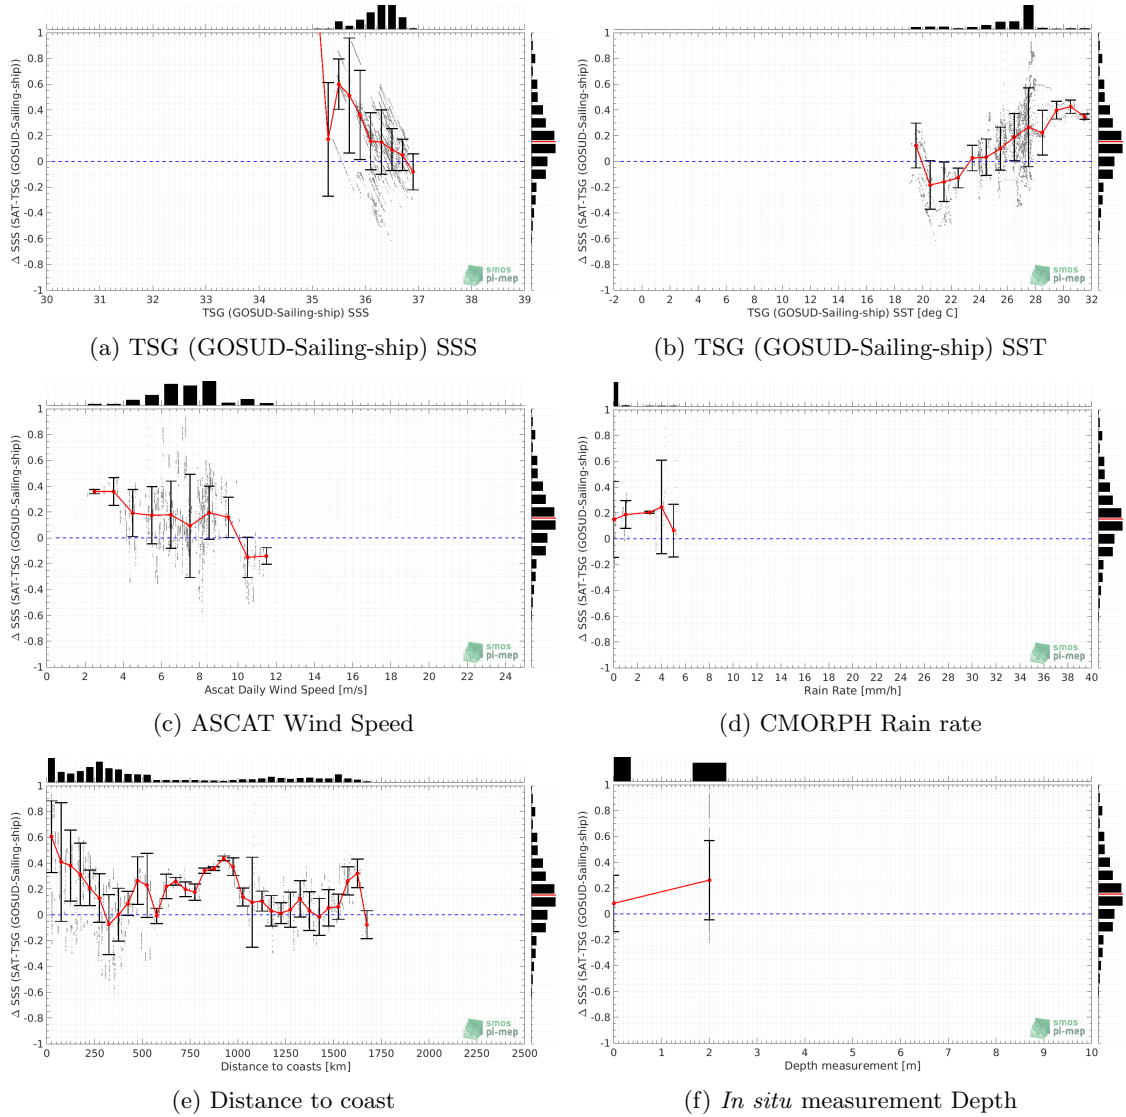 Δ SSS (SAT-TSG (GOSUD-Sailing-ship))
1
0.8
0.6
0.4
0.2
0
-0.2
-0.4
-0.6
-0.8
-1
30 31 32 33 34 35 36 37 38 39
TSG (GOSUD-Sailing-ship) SSS
smos
pi-mep
(a) TSG (GOSUD-Sailing-ship) SSS
Δ SSS (SAT-TSG (GOSUD-Sailing-ship))
1
0.8
0.6
0.4
0.2
0
-0.2
-0.4
-0.6
-0.8
-1
-2 0 2 4 6 8 10 12 14 16 18 20 22 24 26 28 30 32
TSG (GOSUD-Sailing-ship) SST [deg C]
smos
pi-mep
(b) TSG (GOSUD-Sailing-ship) SST
Δ SSS (SAT-TSG (GOSUD-Sailing-ship))
1
0.8
0.6
0.4
0.2
0
-0.2
-0.4
-0.6
-0.8
-1
0 2 4 6 8 10 12 14 16 18 20 22 24
Ascat Daily Wind Speed [m/s]
smos
pi-mep
(c) ASCAT Wind Speed
Δ SSS (SAT-TSG (GOSUD-Sailing-ship))
1
0.8
0.6
0.4
0.2
0
-0.2
-0.4
-0.6
-0.8
-1
0 2 4 6 8 10 12 14 16 18 20 22 24 26 28 30 32 34 36 38 40
Rain Rate [mm/h]
smos
pi-mep
(d) CMORPH Rain rate
Δ SSS (SAT-TSG (GOSUD-Sailing-ship))
1
0.8
0.6
0.4
0.2
0
-0.2
-0.4
-0.6
-0.8
-1
0 250 500 750 1000 1250 1500 1750 2000 2250 2500
Distance to coasts [km]
smos
pi-mep
(e) Distance to coast
Δ SSS (SAT-TSG (GOSUD-Sailing-ship))
1
0.8
0.6
0.4
0.2
0
-0.2
-0.4
-0.6
-0.8
-1
0 1 2 3 4 5 6 7 8 9 10
Depth measurement [m]
smos
pi-mep
(f) In situ measurement Depth